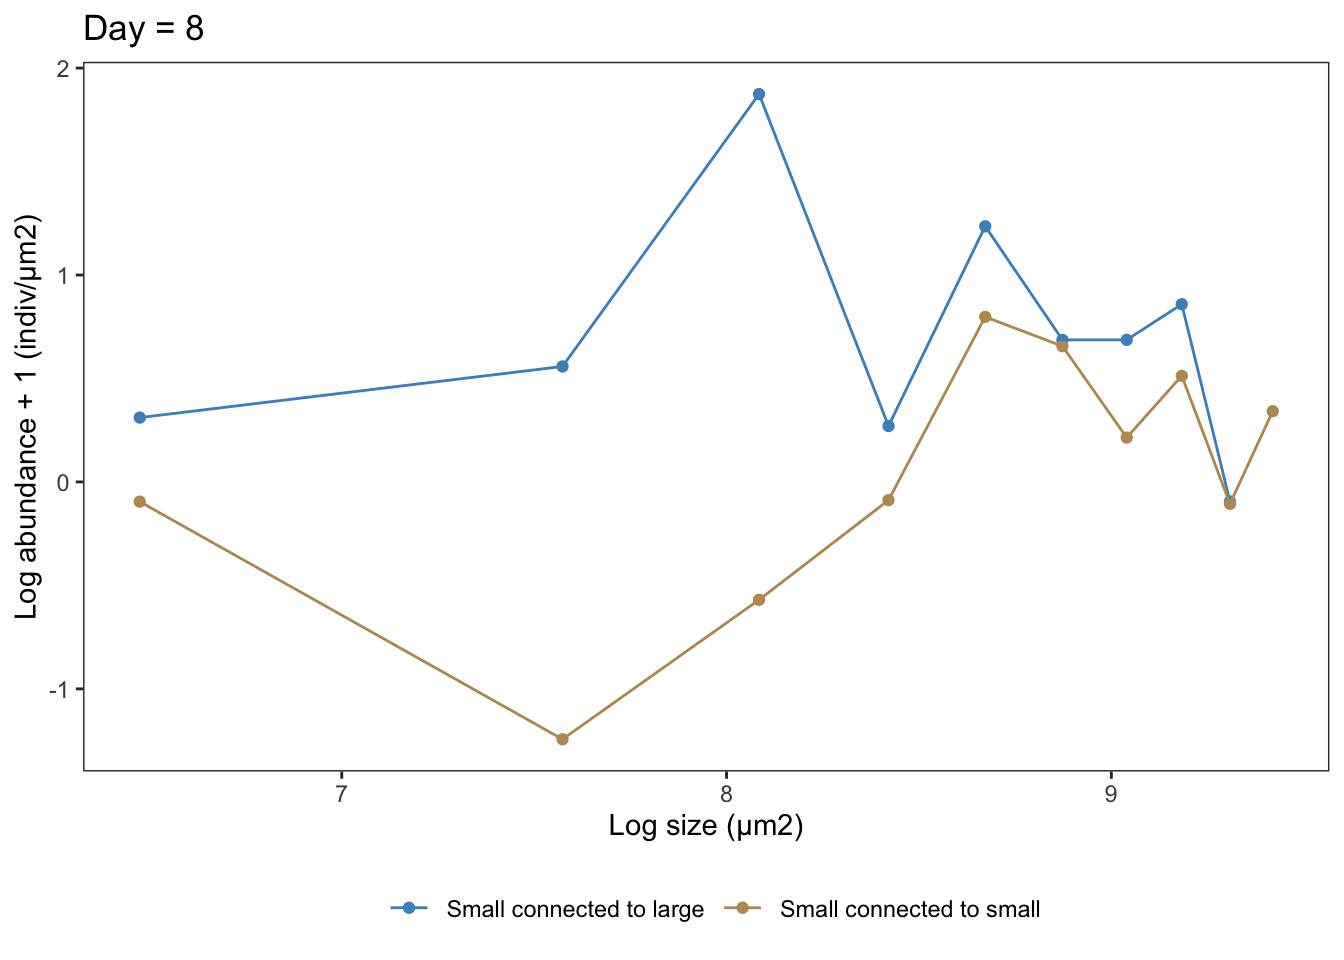 Day = 8
2
1
0
-1
Log abundance + 1 (indiv/µm2)
7 8 9
Log size (µm2)
Small connected to large Small connected to small